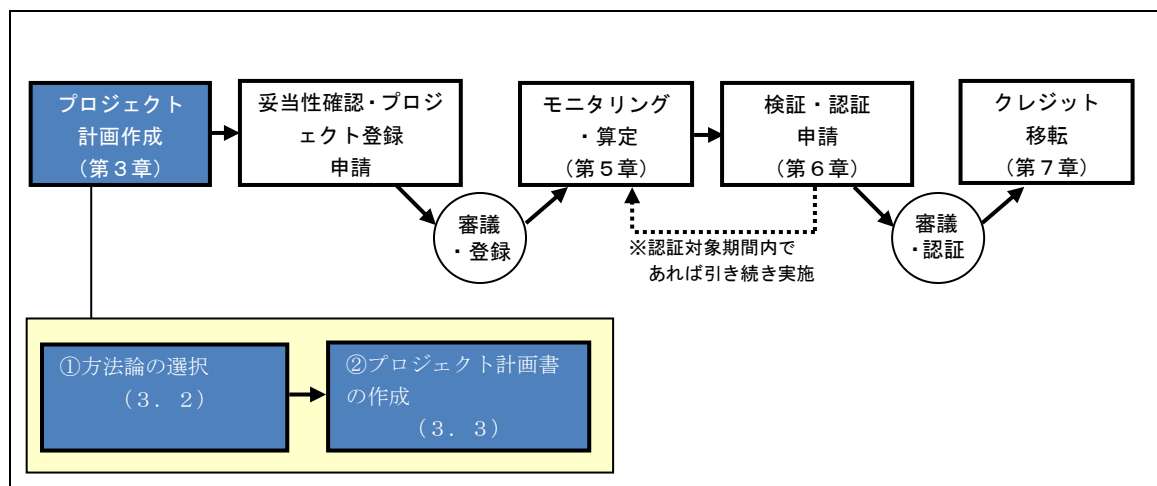 プロジェクト
計画作成
(第3章)
妥当性確認・プロジ
ェクト登録
申請
モニタリング
・算定
(第5章)
検証・認証
申請
(第6章)
クレジット
移転
(第7章)
審議
・登録
※認証対象期間内で
あれば引き続き実施
審議
・認証
①方法論の選択
(3．2)
②プロジェクト計画書
の作成
(3．3)